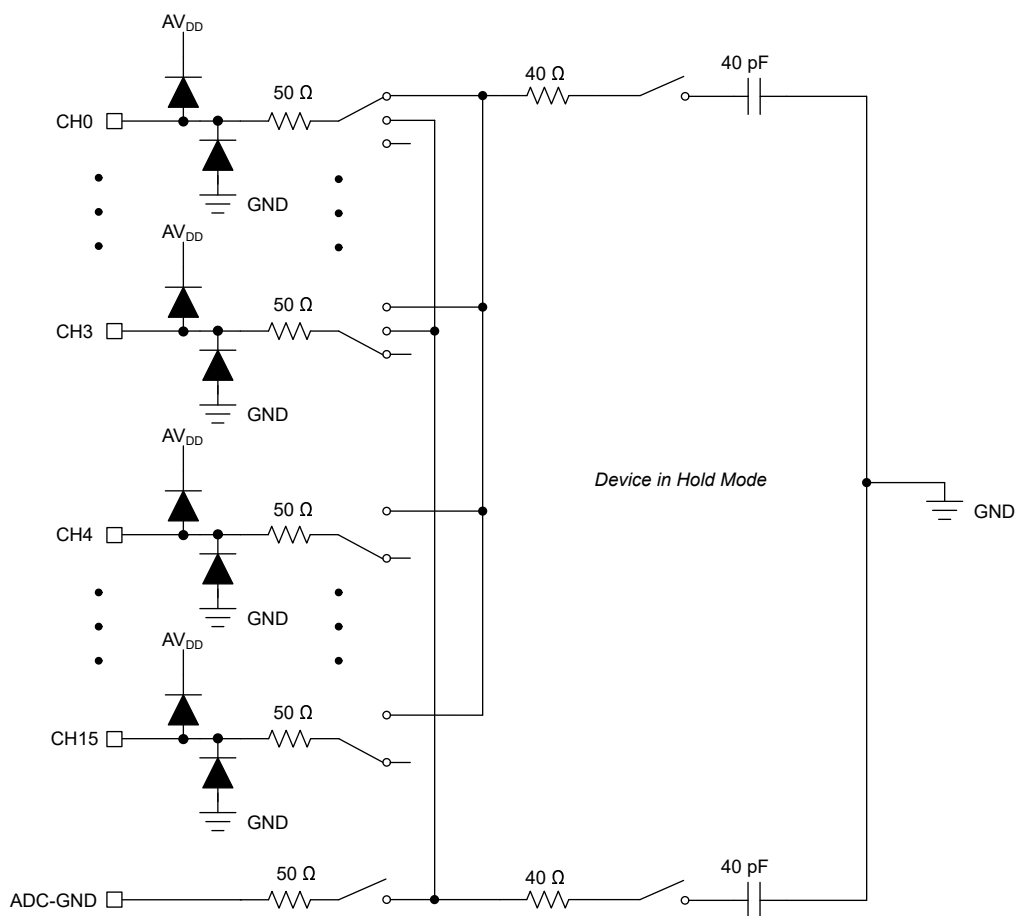 AVDD
40 pF
40 Ω
50 Ω
CH0
GND
AVDD
50 Ω
CH3
GND
AVDD
Device in Hold Mode
50 Ω
GND
CH4
GND
AVDD
50 Ω
CH15
GND
40 pF
50 Ω
40 Ω
ADC-GND